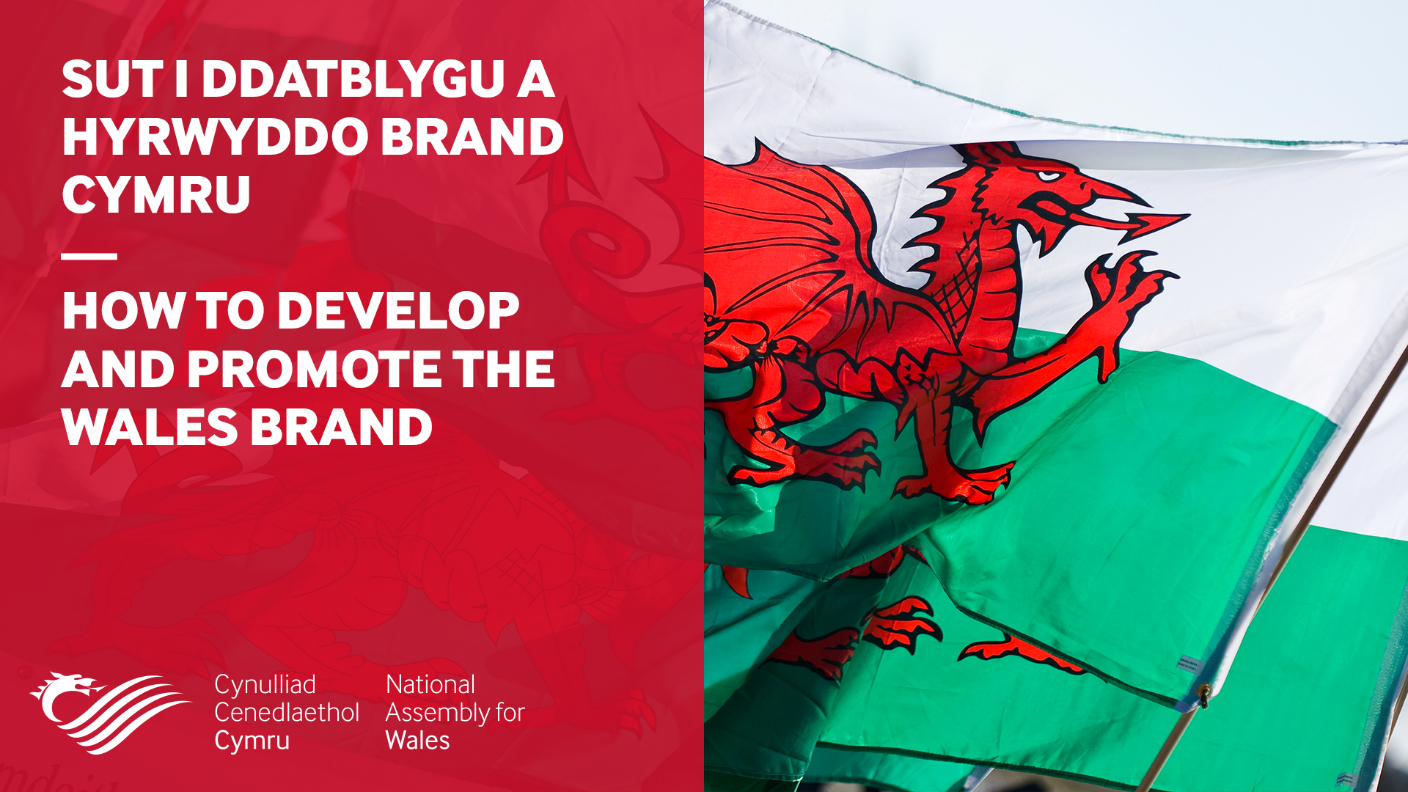 SUT I DDATBLYGU A
HYRWYDDO BRAND
CYMRU
HOW TO DEVELOP
AND PROMOTE THE
WALES BRAND
Cynulliad
Cenedlaethol
Cymru
National
Assembly for
Wales